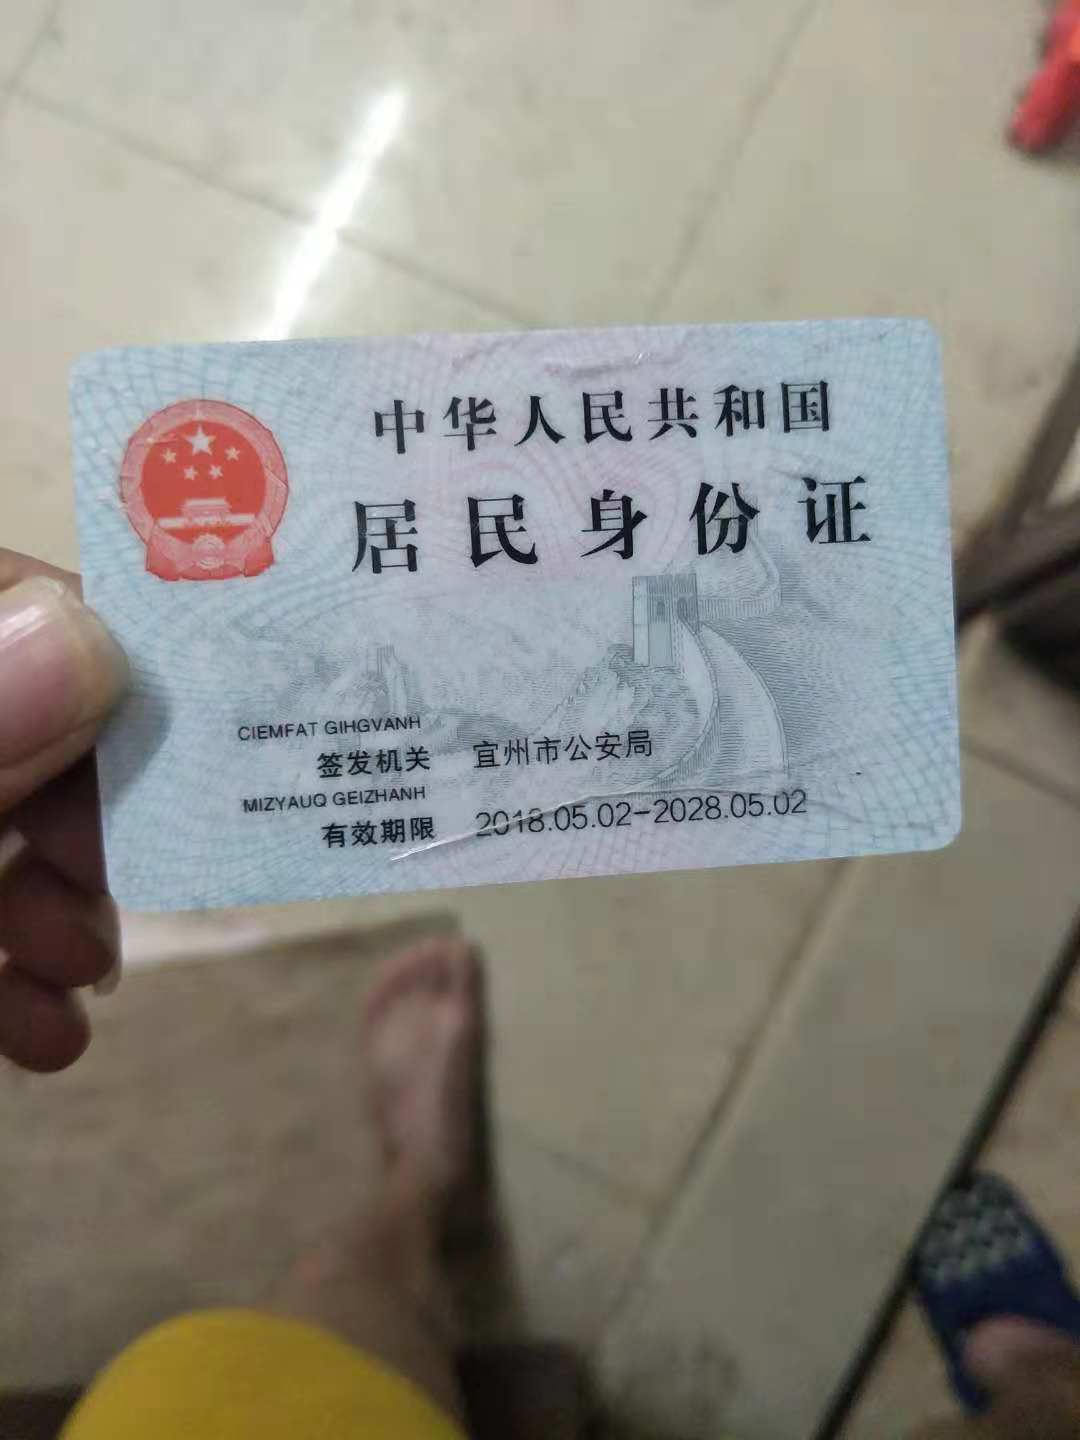 中华人民共和国
居民身份证
CIEMFAT GIHGVANH
签发机关 宜州市公安局
MIZYAUQ GEIZHANH
有效期限 2018.05.02-2028.05.02